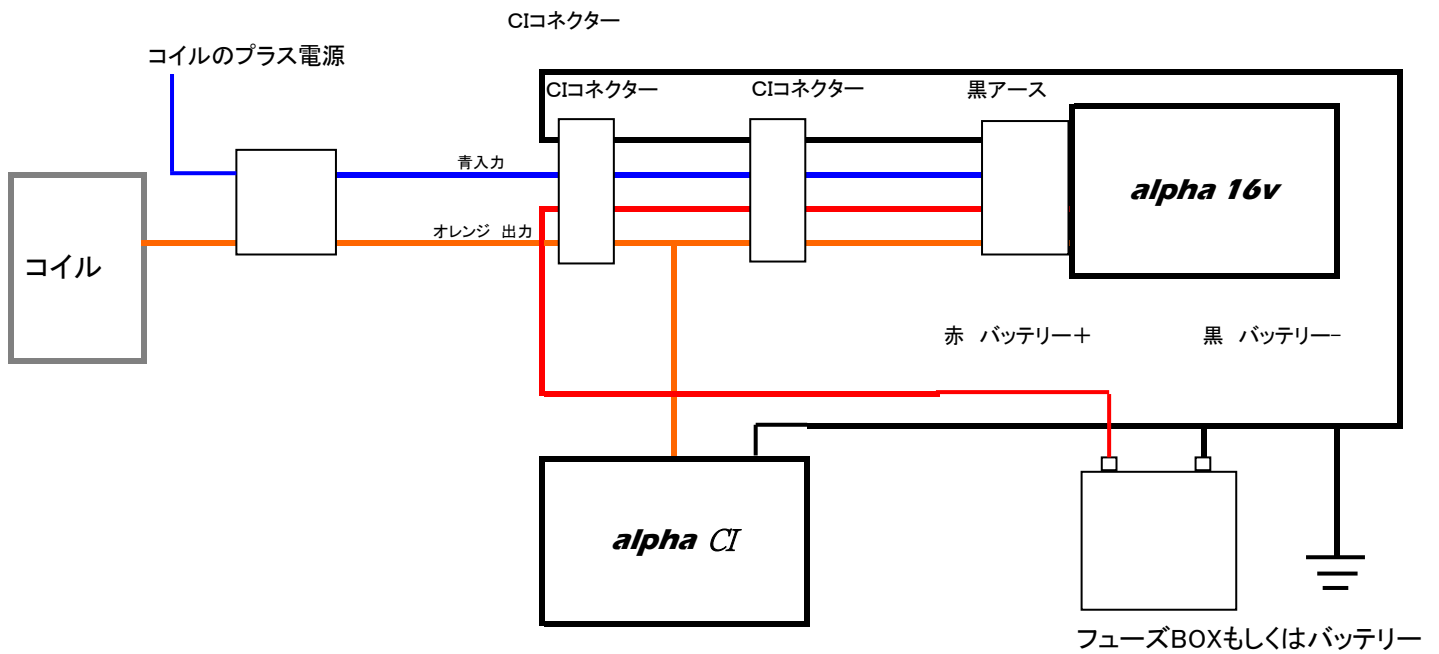 CIコネクター
コイルのプラス電源
CIコネクター
CIコネクター
黒アース
青入力
alpha 16v
オレンジ 出力
コイル
赤 バッテリー＋
黒 バッテリー−
alpha CI
フューズBOXもしくはバッテリー